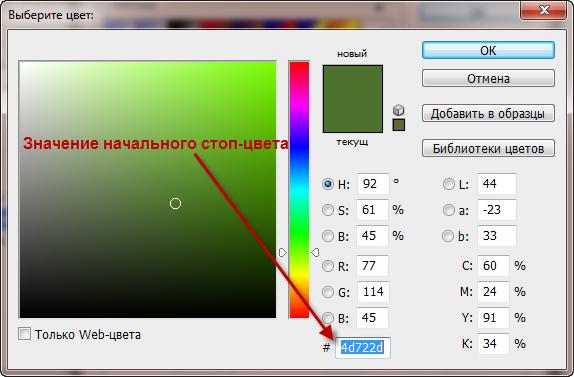 Выберите цвет:
новый
текущ
OK
Отмена
Добавить в образцы
Библиотеки цветов
Значение начального стоп-цвета
H: 92 °
S: 61 %
B: 45 %
R: 77
G: 114
B: 45
# 4d722d
L: 44
a: -23
b: 33
C: 60 %
M: 24 %
Y: 91 %
K: 34 %
Только Web-цвета